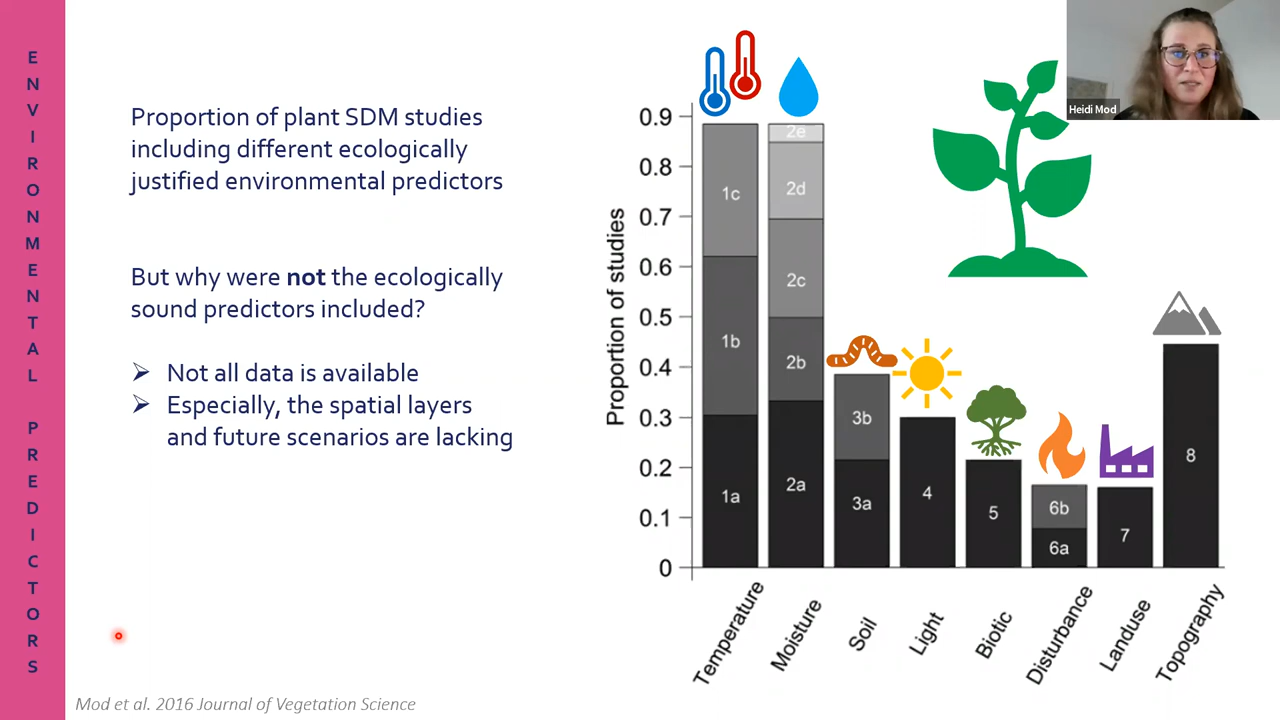 ENVIRONMENTAL PREDICTORS
Proportion of plant SDM studies
including different ecologically
justified environmental predictors
But why were not the ecologically
sound predictors included?
Not all data is available
Especially, the spatial layers
and future scenarios are lacking
Mod et al. 2016 Journal of Vegetation Science
Proportion of studies
0.9
0.8
0.7
0.6
0.5
0.4
0.3
0.2
0.1
0
1c
1b
1a
2e
2d
2c
2b
2a
3b
3a
4
5
6b
6a
7
8
Temperature
Moisture
Soil
Light
Biotic
Disturbance
Landuse
Topography
Heidi Mod